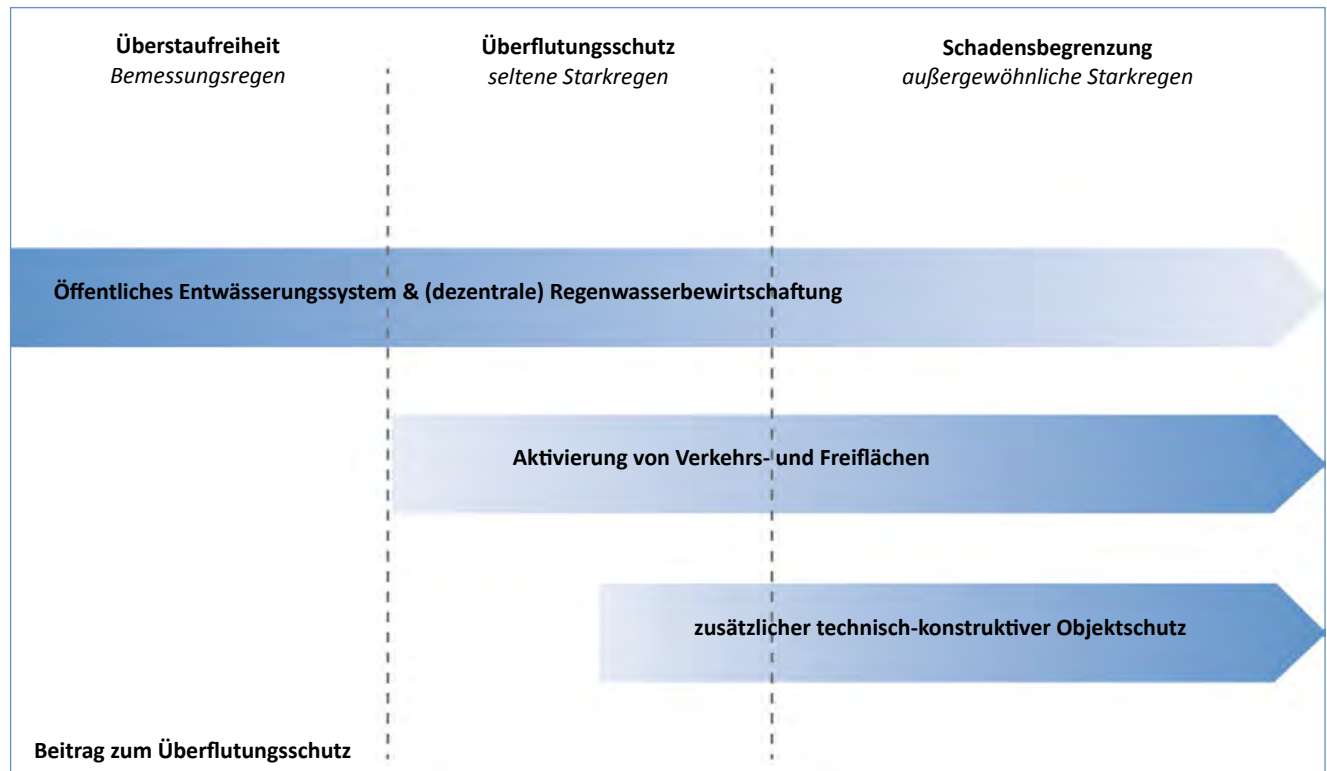 Überstaufreiheit
Bemessungsregen
Überflutungsschutz
seltene Starkregen
Schadensbegrenzung
außergewöhnliche Starkregen
Öffentliches Entwässerungssystem & (dezentrale) Regenwasserbewirtschaftung
Aktivierung von Verkehrs- und Freiflächen
zusätzlicher technisch-konstruktiver Objektschutz
Beitrag zum Überflutungsschutz